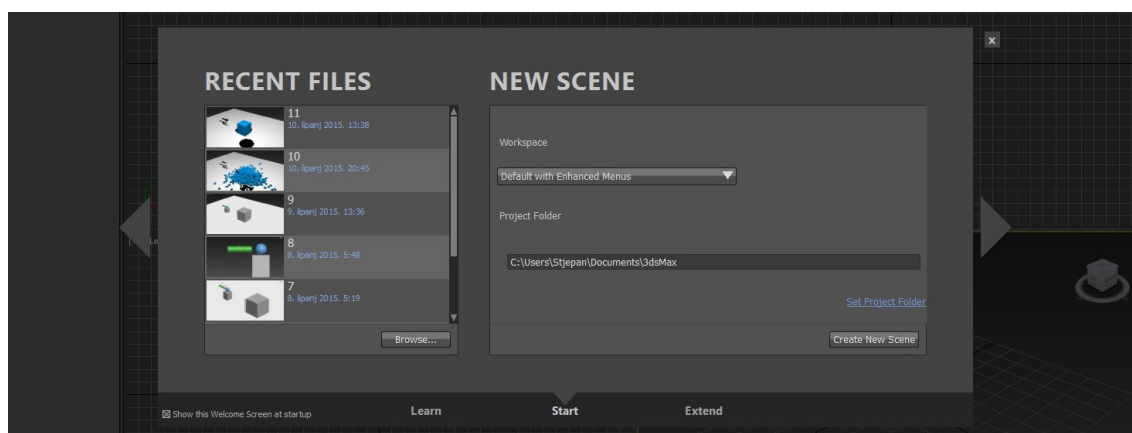 RECENT FILES
11
10. lipanj 2015. 13:38
10
10. lipanj 2015. 20:45
9
9. lipanj 2015. 13:36
8
8. lipanj 2015. 5:48
7
8. lipanj 2015. 5:19
Browse...
NEW SCENE
Workspace
Default with Enhanced Menus
Project Folder
C:\Users\Stjepan\Documents\3dsMax
Set Project Folder
Create New Scene
Show this Welcome Screen at startup
Learn
Start
Extend